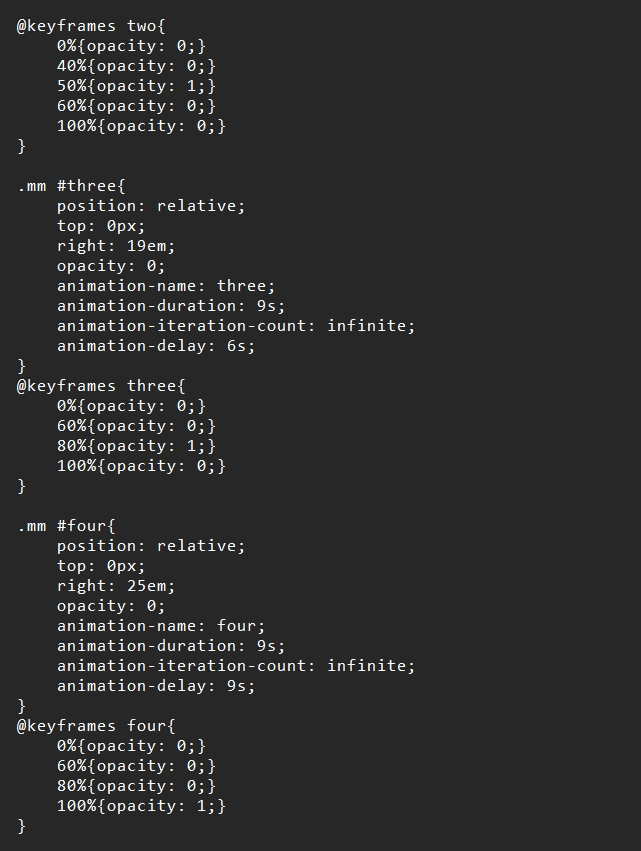 @keyframes two{
    0%{opacity: 0;}
    40%{opacity: 0;}
    50%{opacity: 1;}
    60%{opacity: 0;}
    100%{opacity: 0;}
}

.mm #three{
    position: relative;
    top: 0px;
    right: 19em;
    opacity: 0;
    animation-name: three;
    animation-duration: 9s;
    animation-iteration-count: infinite;
    animation-delay: 6s;
}
@keyframes three{
    0%{opacity: 0;}
    60%{opacity: 0;}
    80%{opacity: 1;}
    100%{opacity: 0;}
}

.mm #four{
    position: relative;
    top: 0px;
    right: 25em;
    opacity: 0;
    animation-name: four;
    animation-duration: 9s;
    animation-iteration-count: infinite;
    animation-delay: 9s;
}
@keyframes four{
    0%{opacity: 0;}
    60%{opacity: 0;}
    80%{opacity: 0;}
    100%{opacity: 1;}
}